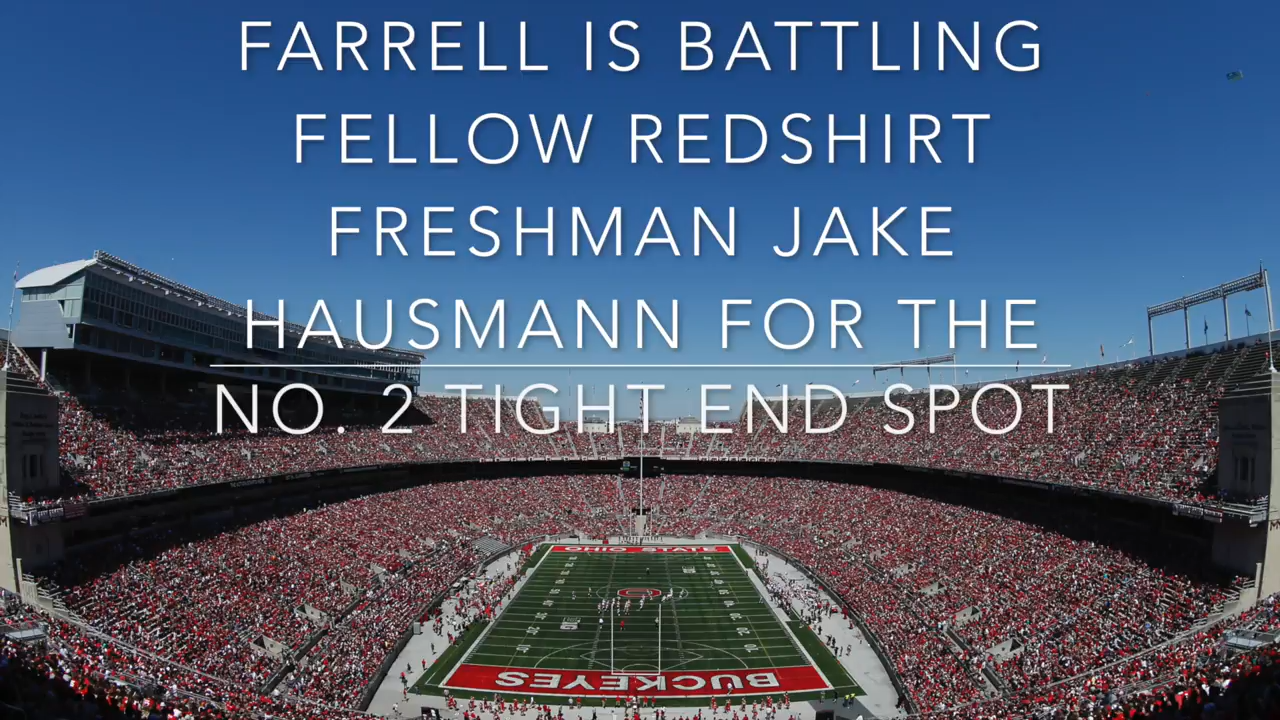 FARRELL IS BATTLING
FELLOW REDSHIRT
FRESHMAN JAKE
HAUSMANN FOR THE
NO. 2 TIGHT END SPOT
OHIO STATE
BUCKEYES